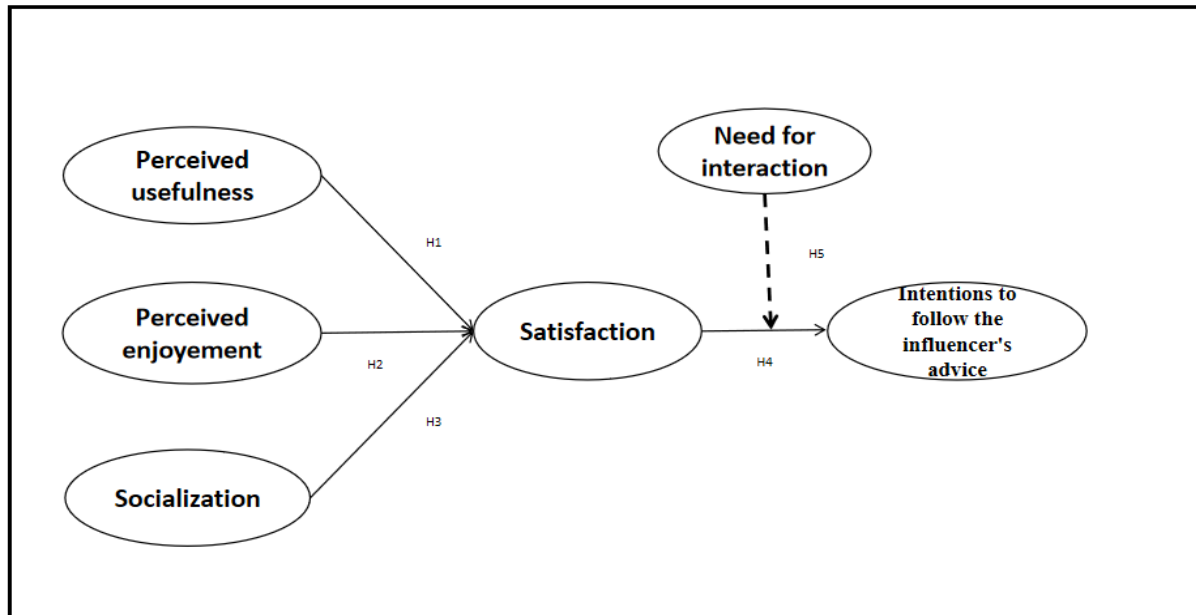 Perceived
usefulness
H1
Perceived
enjoyement
H2
Socialization
H3
Satisfaction
Need for
interaction
H5
H4
Intentions to
follow the
influencer's
advice